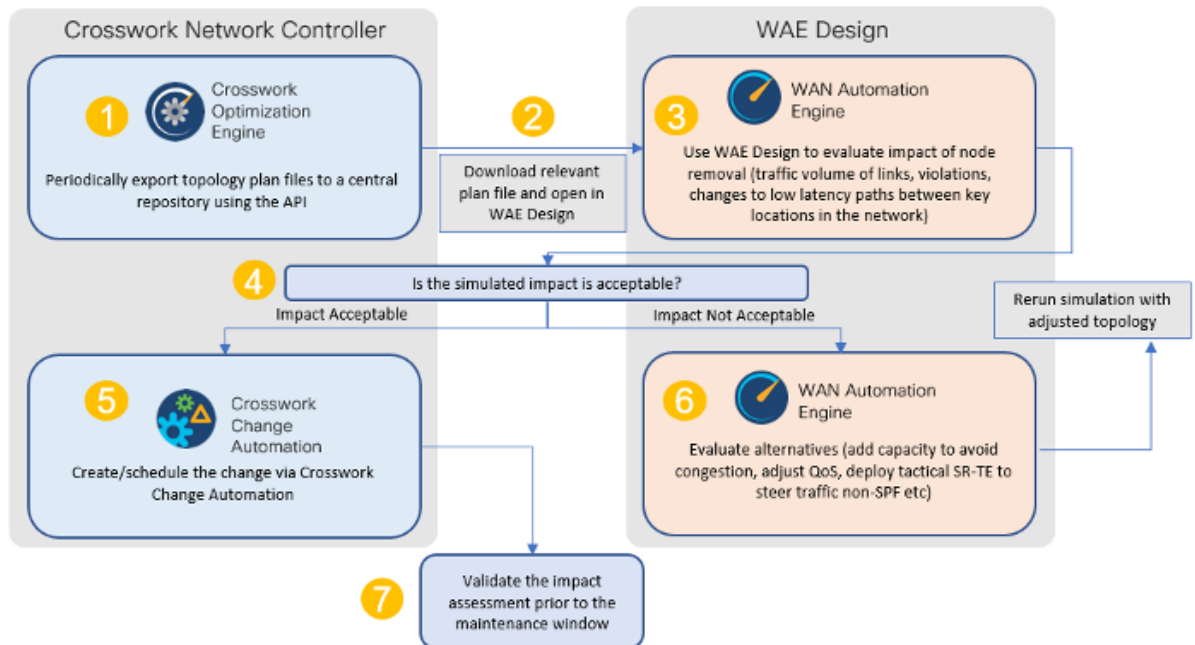 Crosswork Network Controller
WAE Design
1
Crosswork
Optimization
Engine
Periodically export topology plan files to a central
repository using the API
2
Download relevant
plan file and open in
WAE Design
3
WAN Automation
Engine
Use WAE Design to evaluate impact of node
removal (traffic volume of links, violations,
changes to low latency paths between key
locations in the network)
4
Is the simulated impact is acceptable?
Impact Acceptable
Impact Not Acceptable
Rerun simulation with
adjusted topology
5
Crosswork
Change
Automation
Create/schedule the change via Crosswork
Change Automation
6
WAN Automation
Engine
Evaluate alternatives (add capacity to avoid
congestion, adjust QoS, deploy tactical SR-TE to
steer traffic non-SPF etc)
7
Validate the impact
assessment prior to the
maintenance window